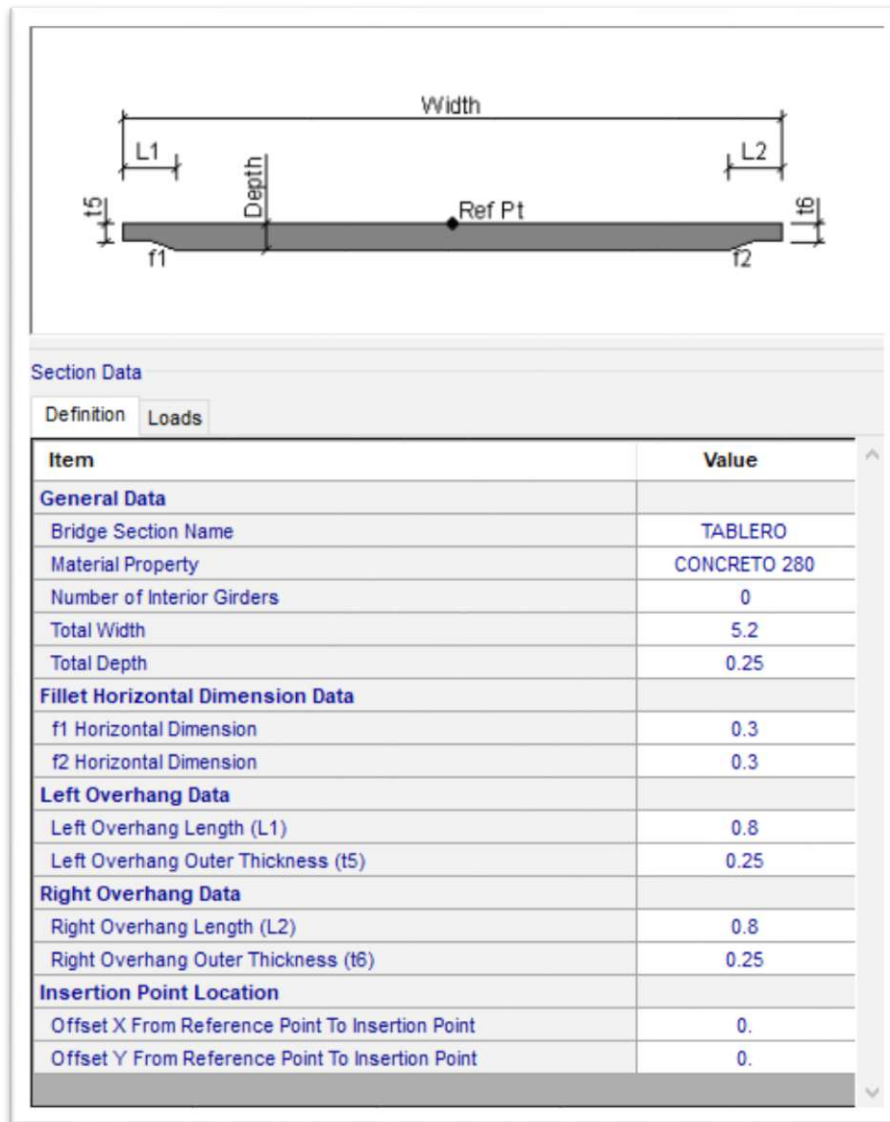 Width
L1
L2
Depth
t5
Ref Pt
t6
f1
f2
Section Data
Definition Loads
Item Value
General Data
Bridge Section Name TABLERO
Material Property CONCRETO 280
Number of Interior Girders 0
Total Width 5.2
Total Depth 0.25
Fillet Horizontal Dimension Data
f1 Horizontal Dimension 0.3
f2 Horizontal Dimension 0.3
Left Overhang Data
Left Overhang Length (L1) 0.8
Left Overhang Outer Thickness (t5) 0.25
Right Overhang Data
Right Overhang Length (L2) 0.8
Right Overhang Outer Thickness (t6) 0.25
Insertion Point Location
Offset X From Reference Point To Insertion Point 0.
Offset Y From Reference Point To Insertion Point 0.